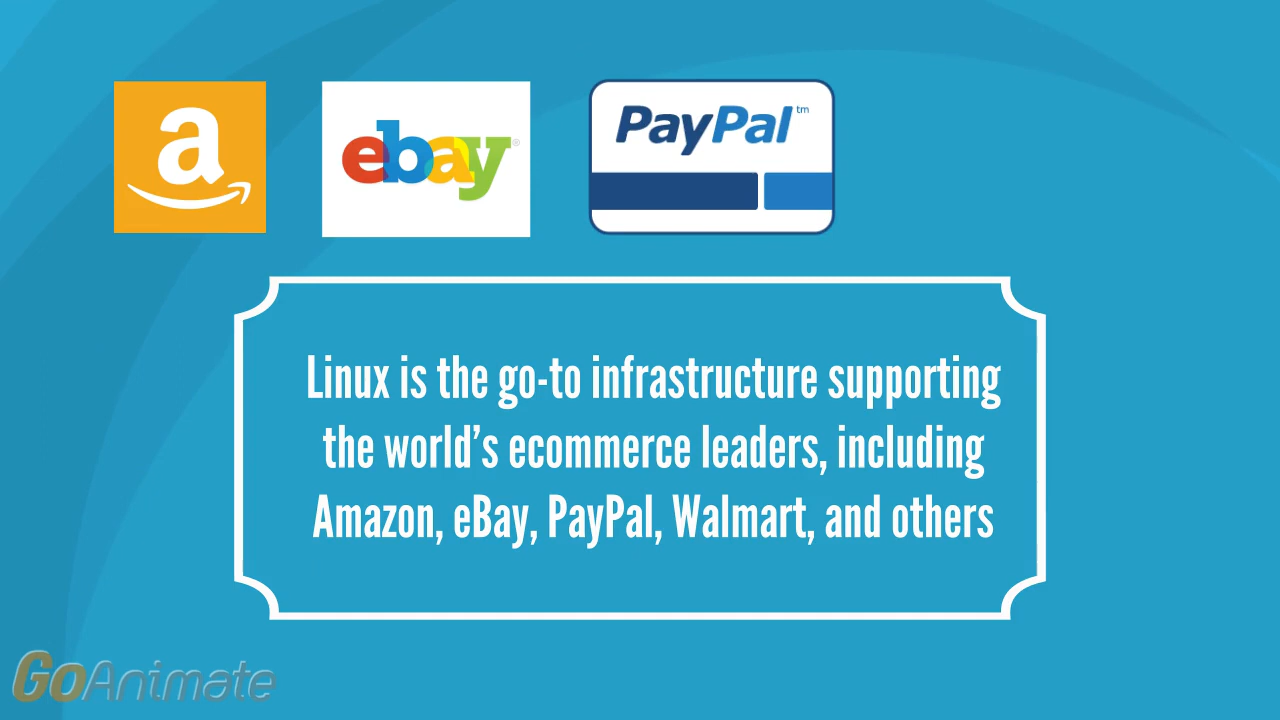 a
ebay®
PayPal™
Linux is the go-to infrastructure supporting
the world's ecommerce leaders, including
Amazon, eBay, PayPal, Walmart, and others
GoAnimate